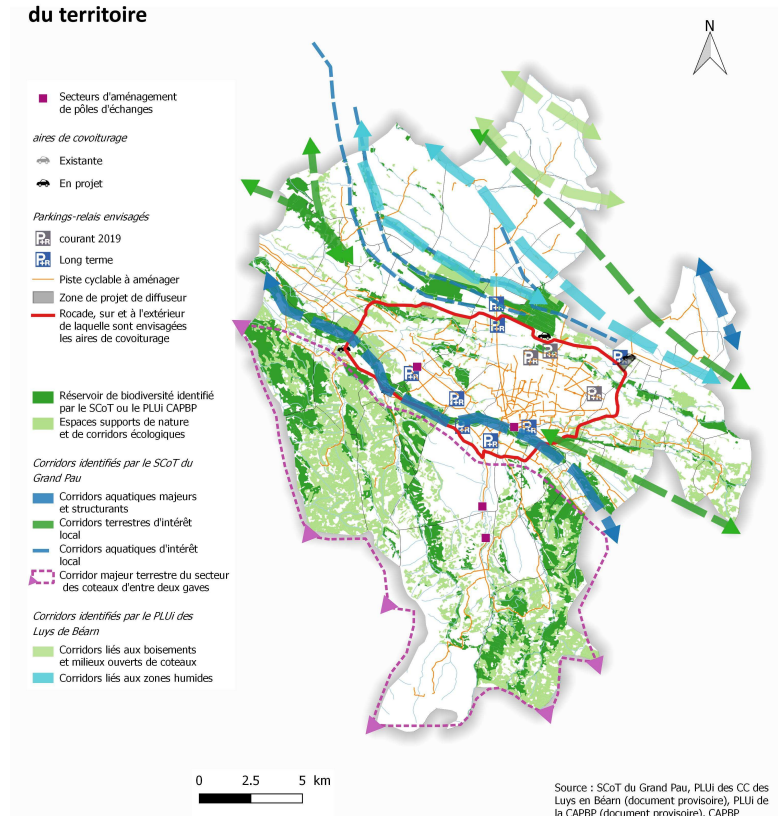 du territoire
N
Secteurs d'aménagement
de pôles d'échanges
aires de covoiturage
Existante
En projet
Parkings-relais envisagés
P+R courant 2019
P+R Long terme
Piste cyclable à aménager
Zone de projet de diffuseur
Rocade, sur et à l'extérieur
de laquelle sont envisagées
les aires de covoiturage
Réservoir de biodiversité identifié
par le SCoT ou le PLUi CAPBP
Espaces supports de nature
et de corridors écologiques
Corridors identifiés par le SCoT du
Grand Pau
Corridors aquatiques majeurs
et structurants
Corridors terrestres d'intérêt
local
Corridors aquatiques d'intérêt
local
Corridor majeur terrestre du secteur
des coteaux d'entre deux gaves
Corridors identifiés par le PLUi des
Luys de Béarn
Corridors liés aux boisements
et milieux ouverts de coteaux
Corridors liés aux zones humides
P+R
P+R
P+R
P+R
P+R
P+R
P+R
P+R
P+R
P+R
P+R
0 2.5 5 km
Source : SCoT du Grand Pau, PLUi des CC des
Luys en Béarn (document provisoire), PLUi de
la CAPBP (document provisoire), CAPBP